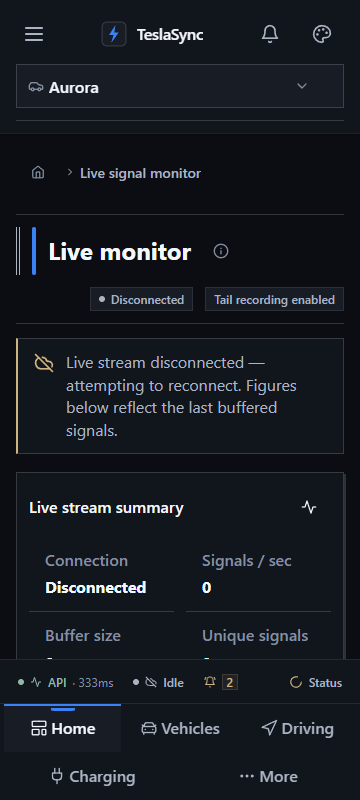 TeslaSync
Aurora
Live signal monitor
Live monitor
Disconnected
Tail recording enabled
Live stream disconnected —
attempting to reconnect. Figures
below reflect the last buffered
signals.
Live stream summary
Connection
Signals / sec
Disconnected
0
Buffer size
Unique signals
API · 333ms
Idle
2
Status
Home
Vehicles
Driving
Charging
More